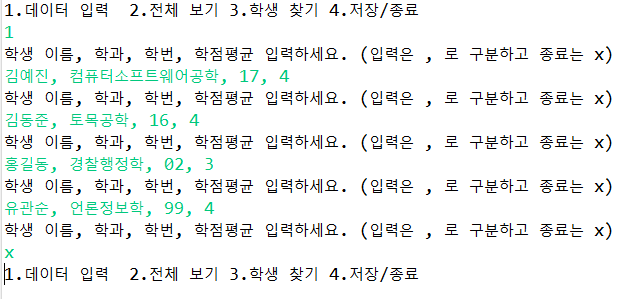 1.데이터 입력  2.전체 보기 3.학생 찾기 4.저장/종료
1
학생 이름, 학과, 학번, 학점평균 입력하세요. (입력은 , 로 구분하고 종료는 x)
김예진, 컴퓨터소프트웨어공학, 17, 4
학생 이름, 학과, 학번, 학점평균 입력하세요. (입력은 , 로 구분하고 종료는 x)
김동준, 토목공학, 16, 4
학생 이름, 학과, 학번, 학점평균 입력하세요. (입력은 , 로 구분하고 종료는 x)
홍길동, 경찰행정학, 02, 3
학생 이름, 학과, 학번, 학점평균 입력하세요. (입력은 , 로 구분하고 종료는 x)
유관순, 언론정보학, 99, 4
학생 이름, 학과, 학번, 학점평균 입력하세요. (입력은 , 로 구분하고 종료는 x)
x
1.데이터 입력  2.전체 보기 3.학생 찾기 4.저장/종료